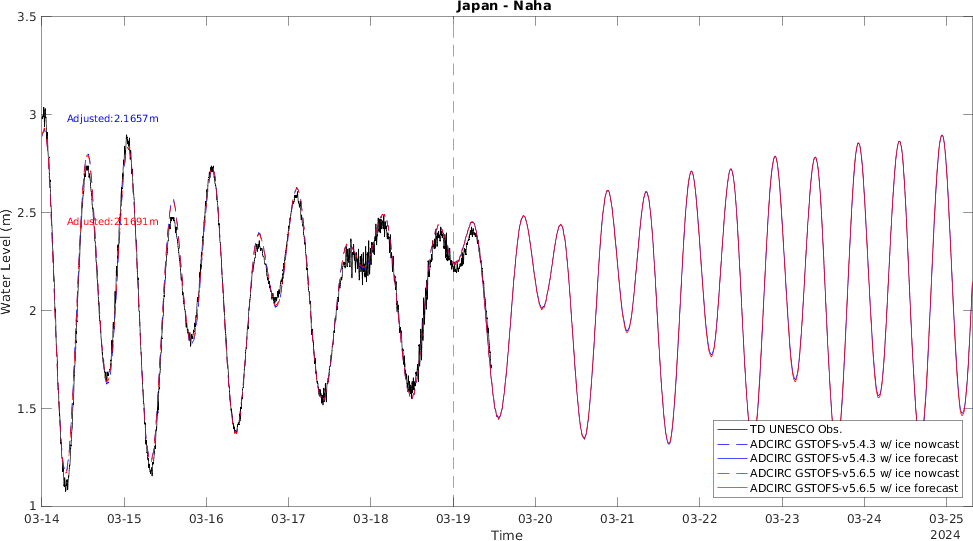 Japan - Naha
3.5
3
2.5
2
1.5
1
Water Level (m)
Adjusted:2.1657m
Adjusted:2.1691m
TD UNESCO Obs.
ADCIRC GSTOFS-v5.4.3 w/ ice nowcast
ADCIRC GSTOFS-v5.4.3 w/ ice forecast
ADCIRC GSTOFS-v5.6.5 w/ ice nowcast
ADCIRC GSTOFS-v5.6.5 w/ ice forecast
03-14 03-15 03-16 03-17 03-18 03-19 03-20 03-21 03-22 03-23 03-24 03-25
Time
2024